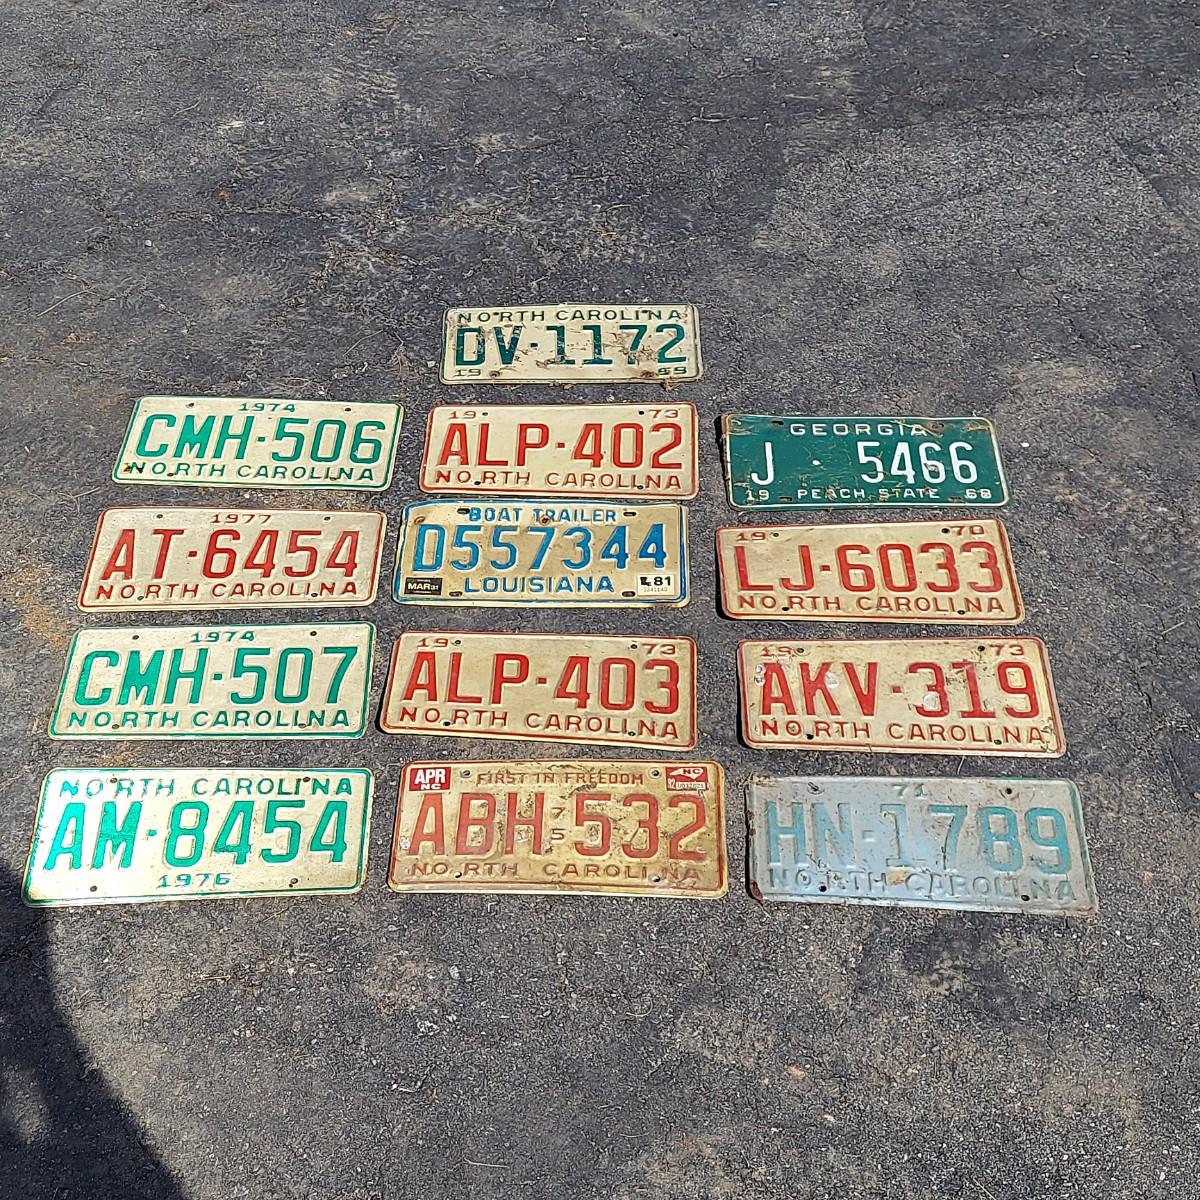 NORTH CAROLINA
DV·1172
19 69
1974
CMH·506
NORTH CAROLINA
19 73
ALP·402
NORTH CAROLINA
GEORGIA
J · 5466
19 PEACH STATE 68
1977
AT·6454
NORTH CAROLINA
BOAT TRAILER
D557344
MAR 81
LOUISIANA
19 70
LJ·6033
NORTH CAROLINA
1974
CMH·507
NORTH CAROLINA
19 73
ALP·403
NORTH CAROLINA
19 73
AKV·319
NORTH CAROLINA
NORTH CAROLINA
AM·8454
1976
APR
NC
FIRST IN FREEDOM
NC
ABH 75 532
NORTH CAROLINA
71
HN·1789
NORTH CAROLINA